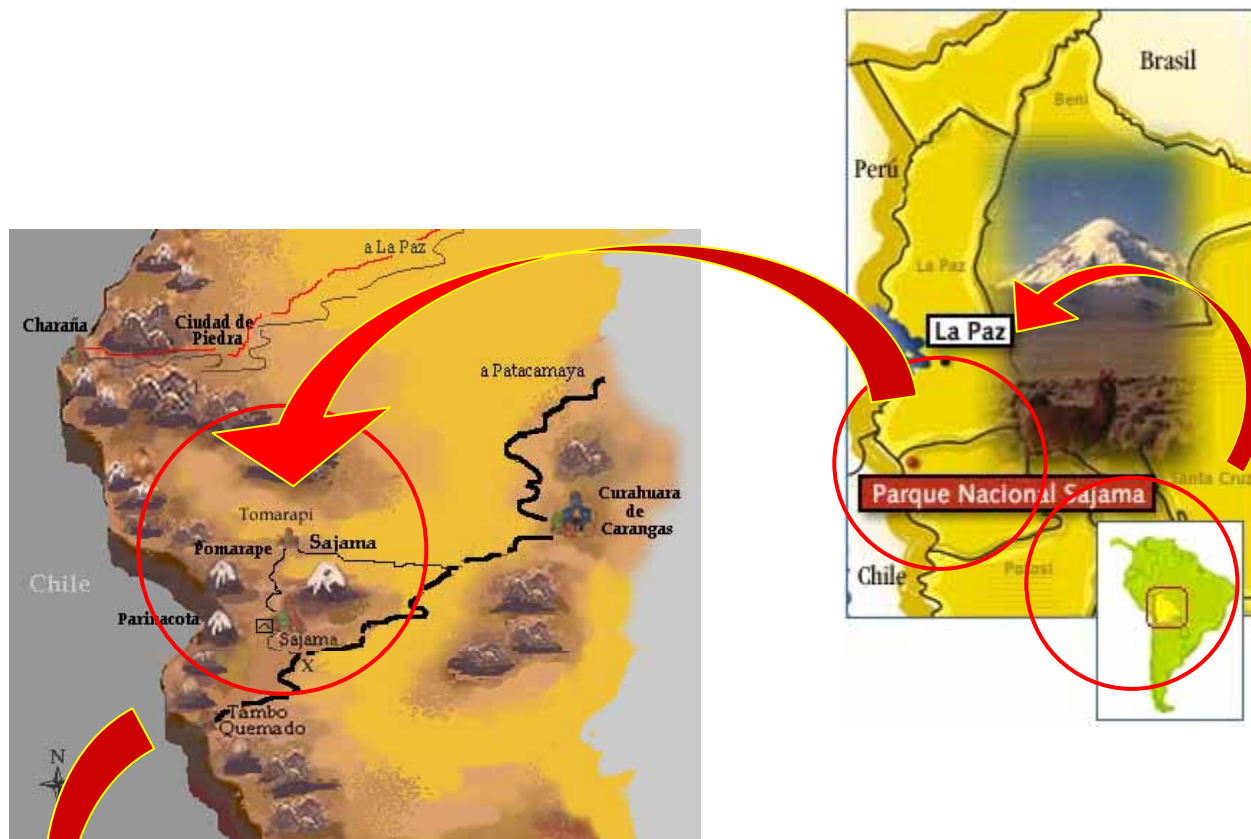 Brasil
Beni
Perú
La Paz
La Paz
Santa Cruz
Parque Nacional Sajama
Chile
Potosi
a La Paz
Charaña
Ciudad de
Piedra
a Patacamaya
Curahuara
de
Carangas
Tomarapi
Pomarape
Sajama
Chile
Parinacota
Sajama
X
Tambo
Quemado
N